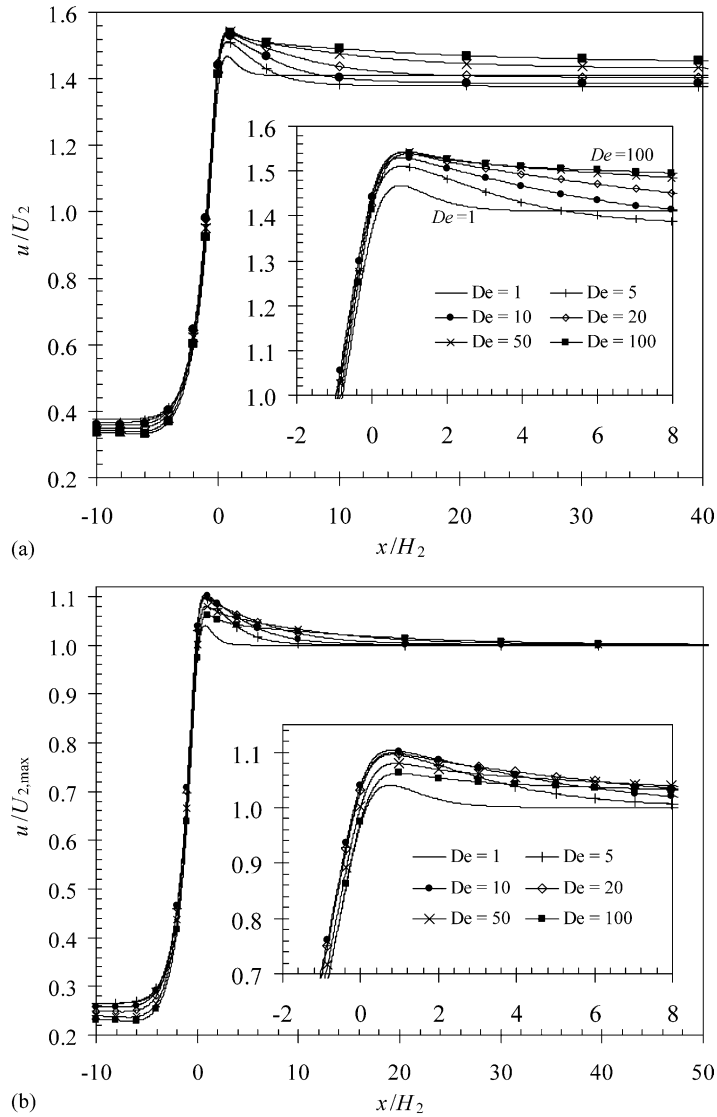 1.6
1.4
1.2
1.0
0.8
0.6
0.4
0.2
u/U2
-10 0 10 20 30 40
x/H2
(a)
1.6
1.5
1.4
1.3
1.2
1.1
1.0
-2 0 2 4 6 8
De=100
De=1
De = 1 De = 5
De = 10 De = 20
De = 50 De = 100
1.1
1.0
0.9
0.8
0.7
0.6
0.5
0.4
0.3
0.2
u/U2,max
-10 0 10 20 30 40 50
x/H2
(b)
1.1
1.0
0.9
0.8
0.7
-2 0 2 4 6 8
De = 1 De = 5
De = 10 De = 20
De = 50 De = 100